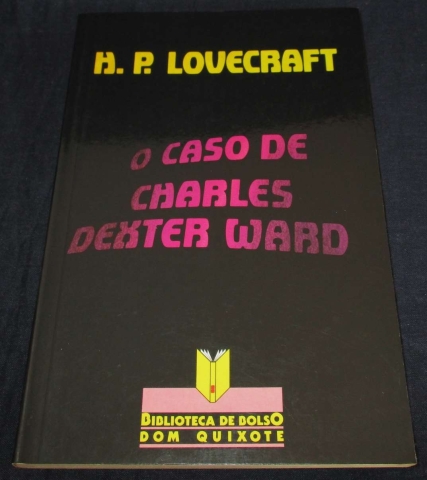 H. P. LOVECRAFT
O CASO DE
CHARLES
DEXTER WARD
BIBLIOTECA DE BOLSO
DOM QUIXOTE